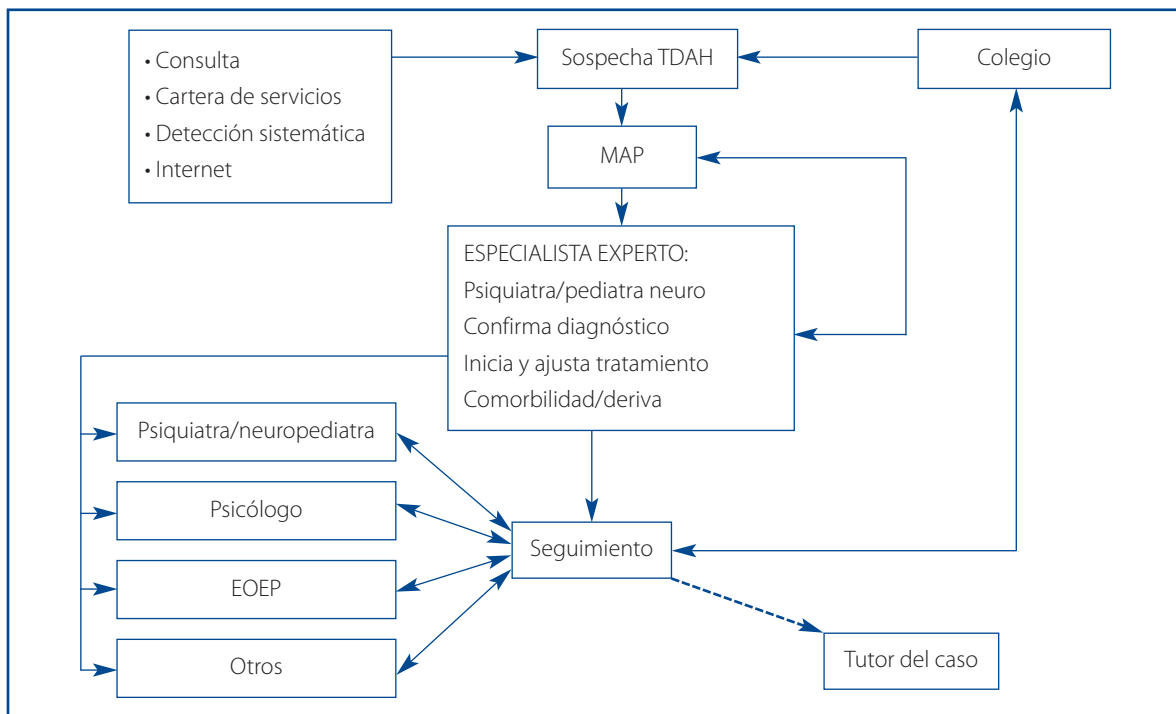 • Consulta
• Cartera de servicios
• Detección sistemática
• Internet
Sospecha TDAH
Colegio
MAP
ESPECIALISTA EXPERTO:
Psiquiatra/pediatra neuro
Confirma diagnóstico
Inicia y ajusta tratamiento
Comorbilidad/deriva
Psiquiatra/neuropediatra
Psicólogo
EOEP
Otros
Seguimiento
Tutor del caso